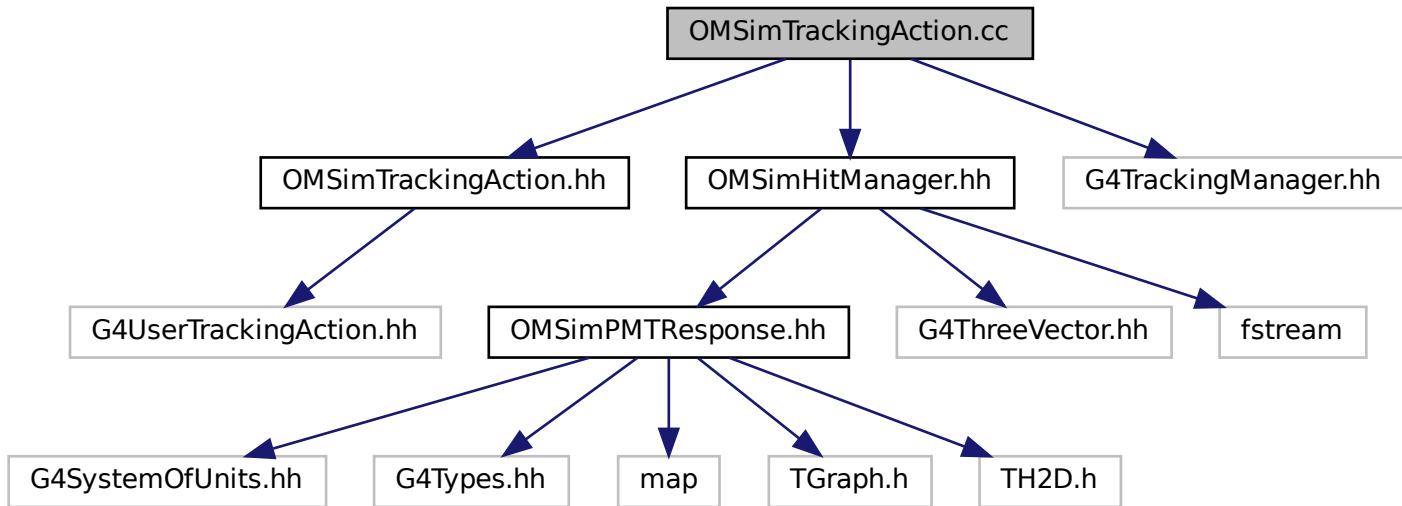 OMSimTrackingAction.cc
OMSimTrackingAction.hh
OMSimHitManager.hh
G4TrackingManager.hh
G4UserTrackingAction.hh
OMSimPMTResponse.hh
G4ThreeVector.hh
fstream
G4SystemOfUnits.hh
G4Types.hh
map
TGraph.h
TH2D.h